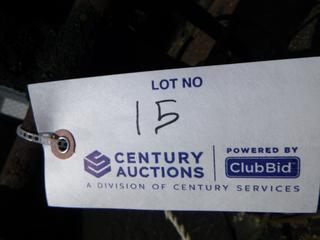 LOT NO
15
CENTURY AUCTIONS
POWERED BY
ClubBid
A DIVISION OF CENTURY SERVICES